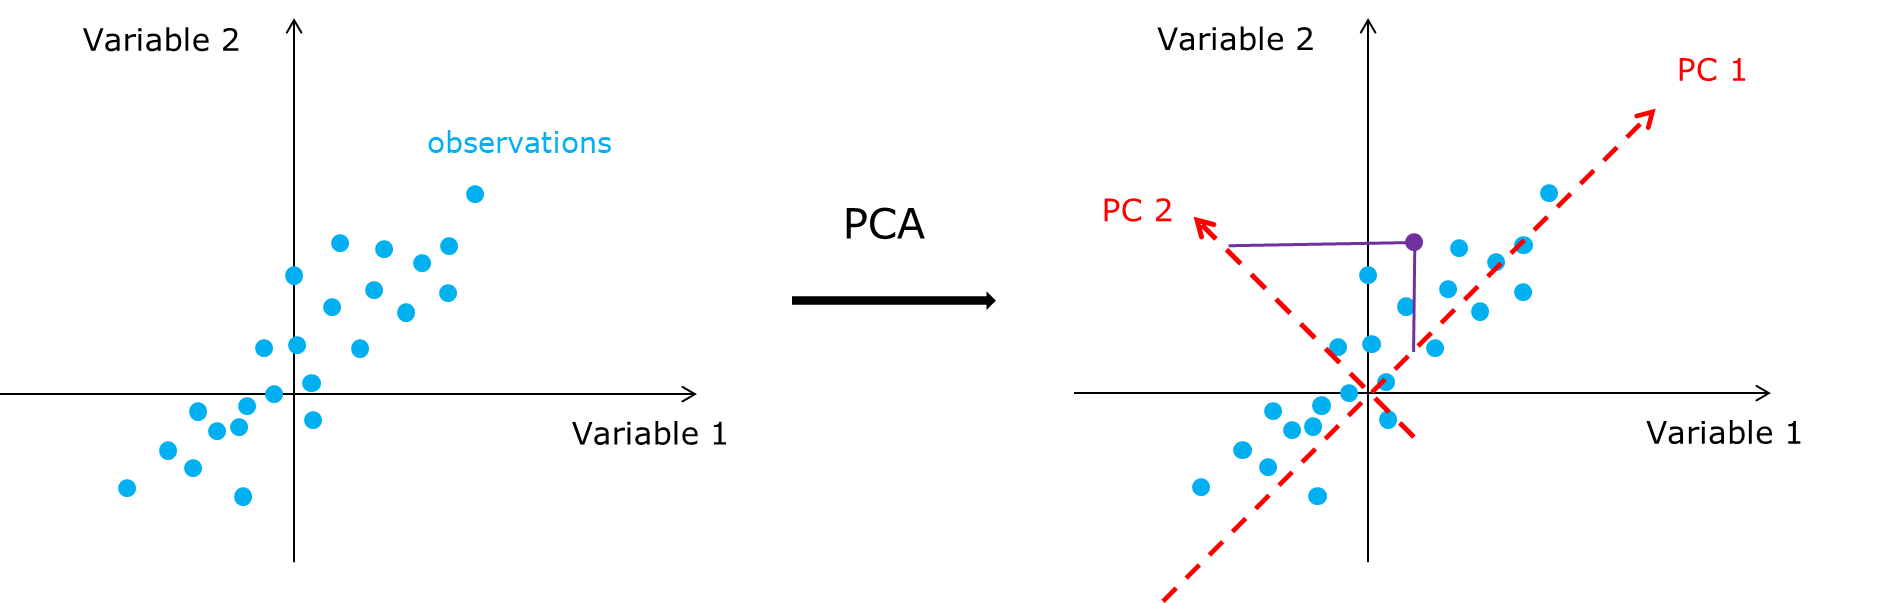 Variable 2
observations
Variable 1
PCA
Variable 2
PC 1
PC 2
Variable 1